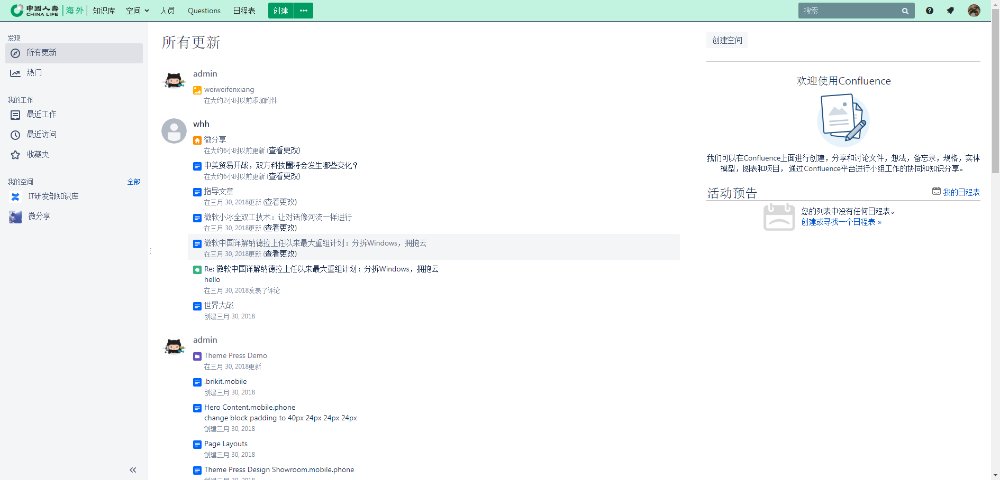 中國人壽
CHINA LIFE
海外
知识库
空间
人员
Questions
日程表
创建
搜索
发现
所有更新
热门
我的工作
最近工作
最近访问
收藏夹
我的空间
全部
IT研发部知识库
微分享
所有更新
admin
weiweifenxiang
在大约2小时以前添加附件
whh
微分享
在大约6小时以前更新 (查看更改)
中美贸易开战，双方科技圈将会发生哪些变化？
在大约6小时以前更新 (查看更改)
指导文章
在三月 30, 2018更新 (查看更改)
微软小冰全双工技术：让对话像河流一样进行
在三月 30, 2018更新 (查看更改)
微软中国详解纳德拉上任以来最大重组计划：分拆Windows，拥抱云
在三月 30, 2018更新 (查看更改)
Re: 微软中国详解纳德拉上任以来最大重组计划：分拆Windows，拥抱云
hello
在三月 30, 2018发表了评论
世界大战
创建三月 30, 2018
admin
Theme Press Demo
在三月 30, 2018更新
.brikit.mobile
创建三月 30, 2018
Hero Content.mobile.phone
change block padding to 40px 24px 24px 24px
创建三月 30, 2018
Page Layouts
创建三月 30, 2018
Theme Press Design Showroom.mobile.phone
创建三月 30, 2018
创建空间
欢迎使用Confluence
我们可以在Confluence上面进行创建，分享和讨论文件，想法，备忘录，规格，实体
模型，图表和项目， 通过Confluence平台进行小组工作的协同和知识分享。
活动预告
我的日程表
您的列表中没有任何日程表。
创建或寻找一个日程表 »